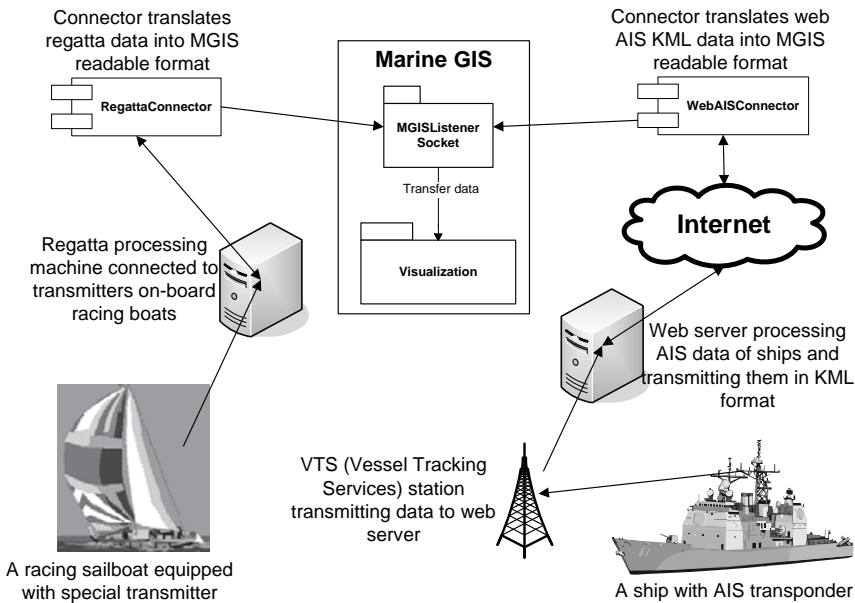 Connector translates
regatta data into MGIS
readable format
RegattaConnector
Marine GIS
MGISListener
Socket
Transfer data
Visualization
Connector translates web
AIS KML data into MGIS
readable format
WebAISConnector
Internet
Regatta processing
machine connected to
transmitters on-board
racing boats
Web server processing
AIS data of ships and
transmitting them in KML
format
VTS (Vessel Tracking
Services) station
transmitting data to web
server
A racing sailboat equipped
with special transmitter
61
A ship with AIS transponder